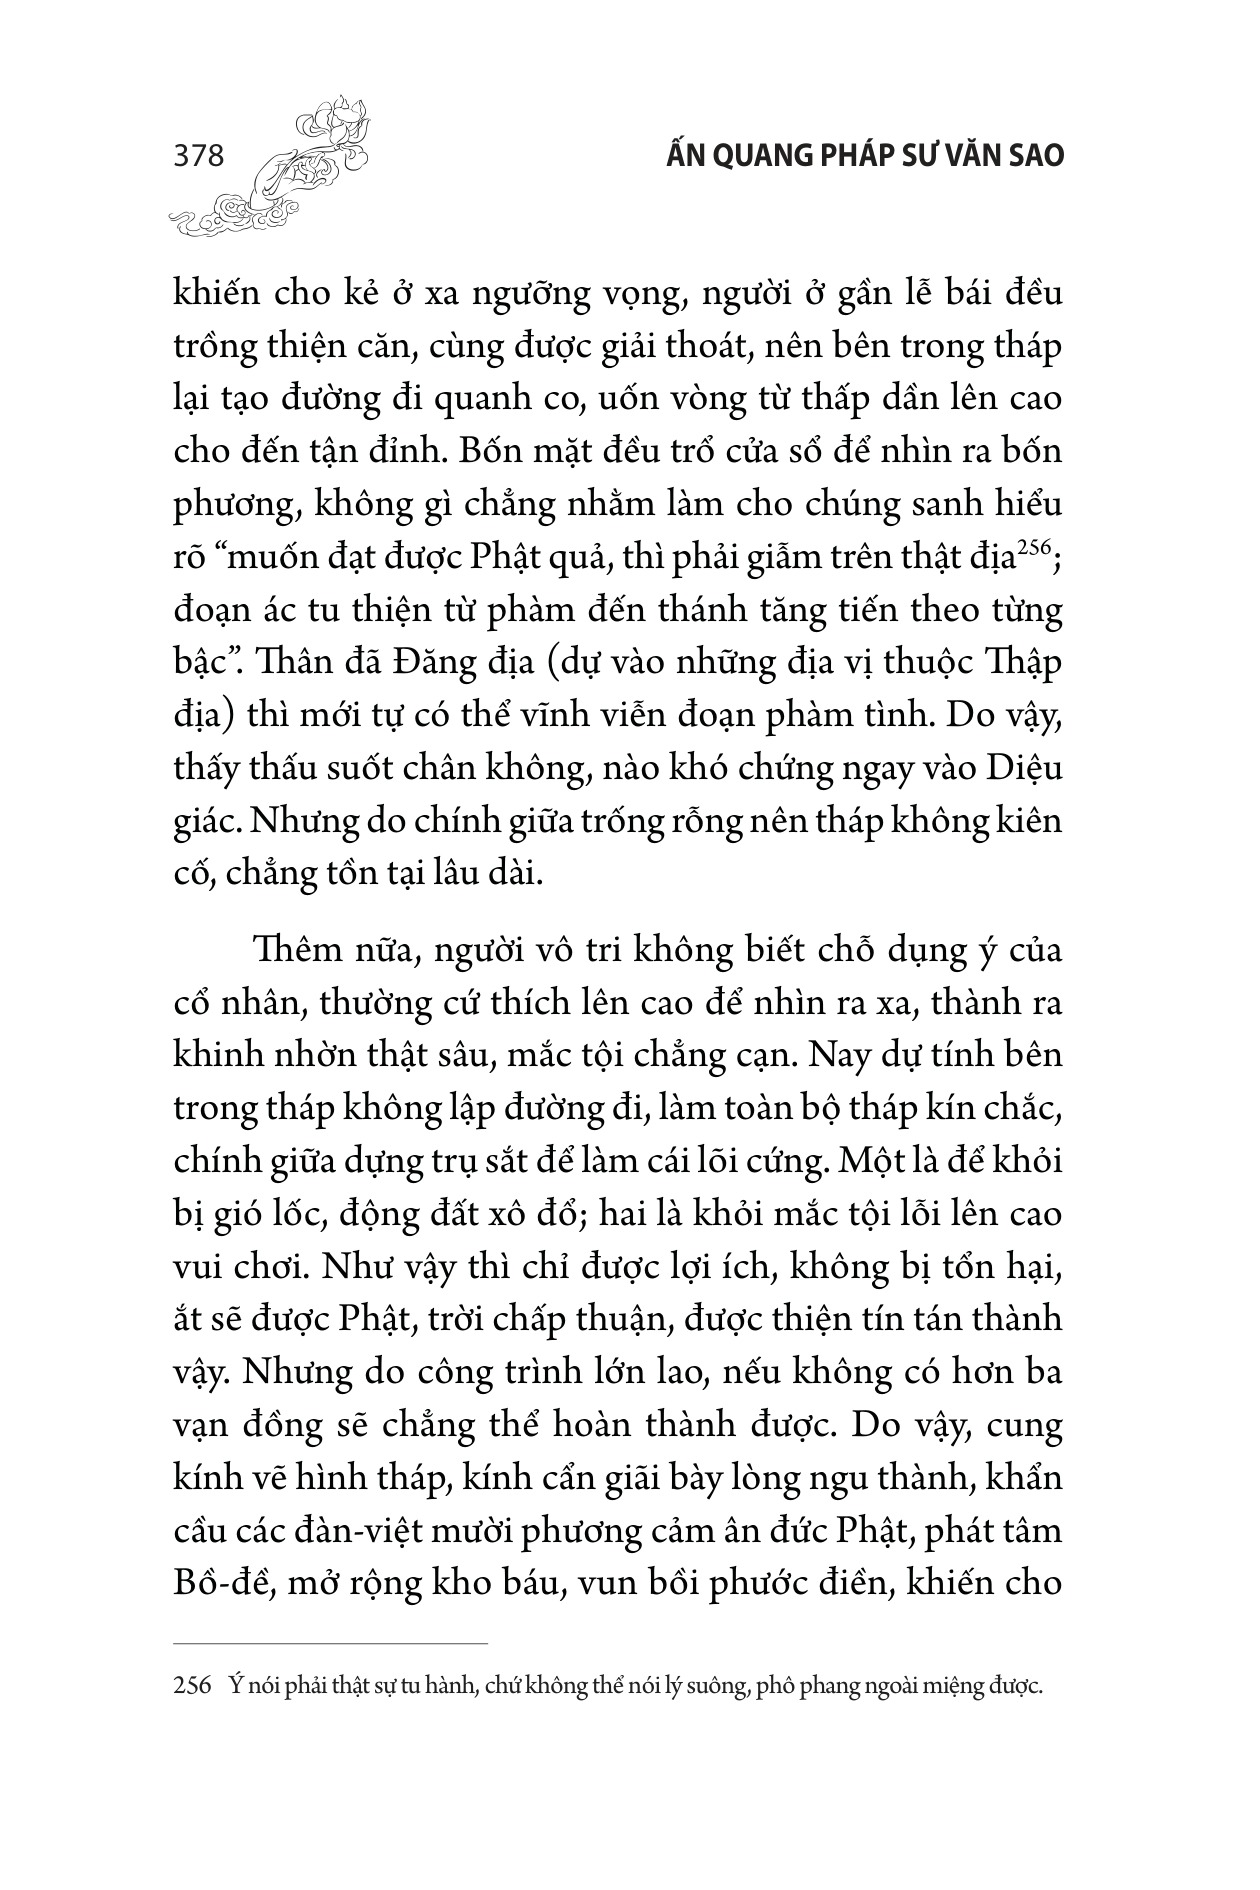 378
ẤN QUANG PHÁP SƯ VĂN SAO
khiến cho kẻ ở xa ngưỡng vọng, người ở gần lễ bái đều
trồng thiện căn, cùng được giải thoát, nên bên trong tháp
lại tạo đường đi quanh co, uốn vòng từ thấp dần lên cao
cho đến tận đỉnh. Bốn mặt đều trổ cửa sổ để nhìn ra bốn
phương, không gì chẳng nhằm làm cho chúng sanh hiểu
rõ “muốn đạt được Phật quả, thì phải giẫm trên thật địa²⁵⁶;
đoạn ác tu thiện từ phàm đến thánh tăng tiến theo từng
bậc”. Thân đã Đăng địa (dự vào những địa vị thuộc Thập
địa) thì mới tự có thể vĩnh viễn đoạn phàm tình. Do vậy,
thấy thấu suốt chân không, nào khó chứng ngay vào Diệu
giác. Nhưng do chính giữa trống rỗng nên tháp không kiên
cố, chẳng tồn tại lâu dài.
Thêm nữa, người vô tri không biết chỗ dụng ý của
cổ nhân, thường cứ thích lên cao để nhìn ra xa, thành ra
khinh nhờn thật sâu, mắc tội chẳng cạn. Nay dự tính bên
trong tháp không lập đường đi, làm toàn bộ tháp kín chắc,
chính giữa dựng trụ sắt để làm cái lõi cứng. Một là để khỏi
bị gió lốc, động đất xô đổ; hai là khỏi mắc tội lỗi lên cao
vui chơi. Như vậy thì chỉ được lợi ích, không bị tổn hại,
ắt sẽ được Phật, trời chấp thuận, được thiện tín tán thành
vậy. Nhưng do công trình lớn lao, nếu không có hơn ba
vạn đồng sẽ chẳng thể hoàn thành được. Do vậy, cung
kính vẽ hình tháp, kính cẩn giãi bày lòng ngu thành, khẩn
cầu các đàn-việt mười phương cảm ân đức Phật, phát tâm
Bồ-đề, mở rộng kho báu, vun bồi phước điền, khiến cho
256 Ý nói phải thật sự tu hành, chứ không thể nói lý suông, phô phang ngoài miệng được.